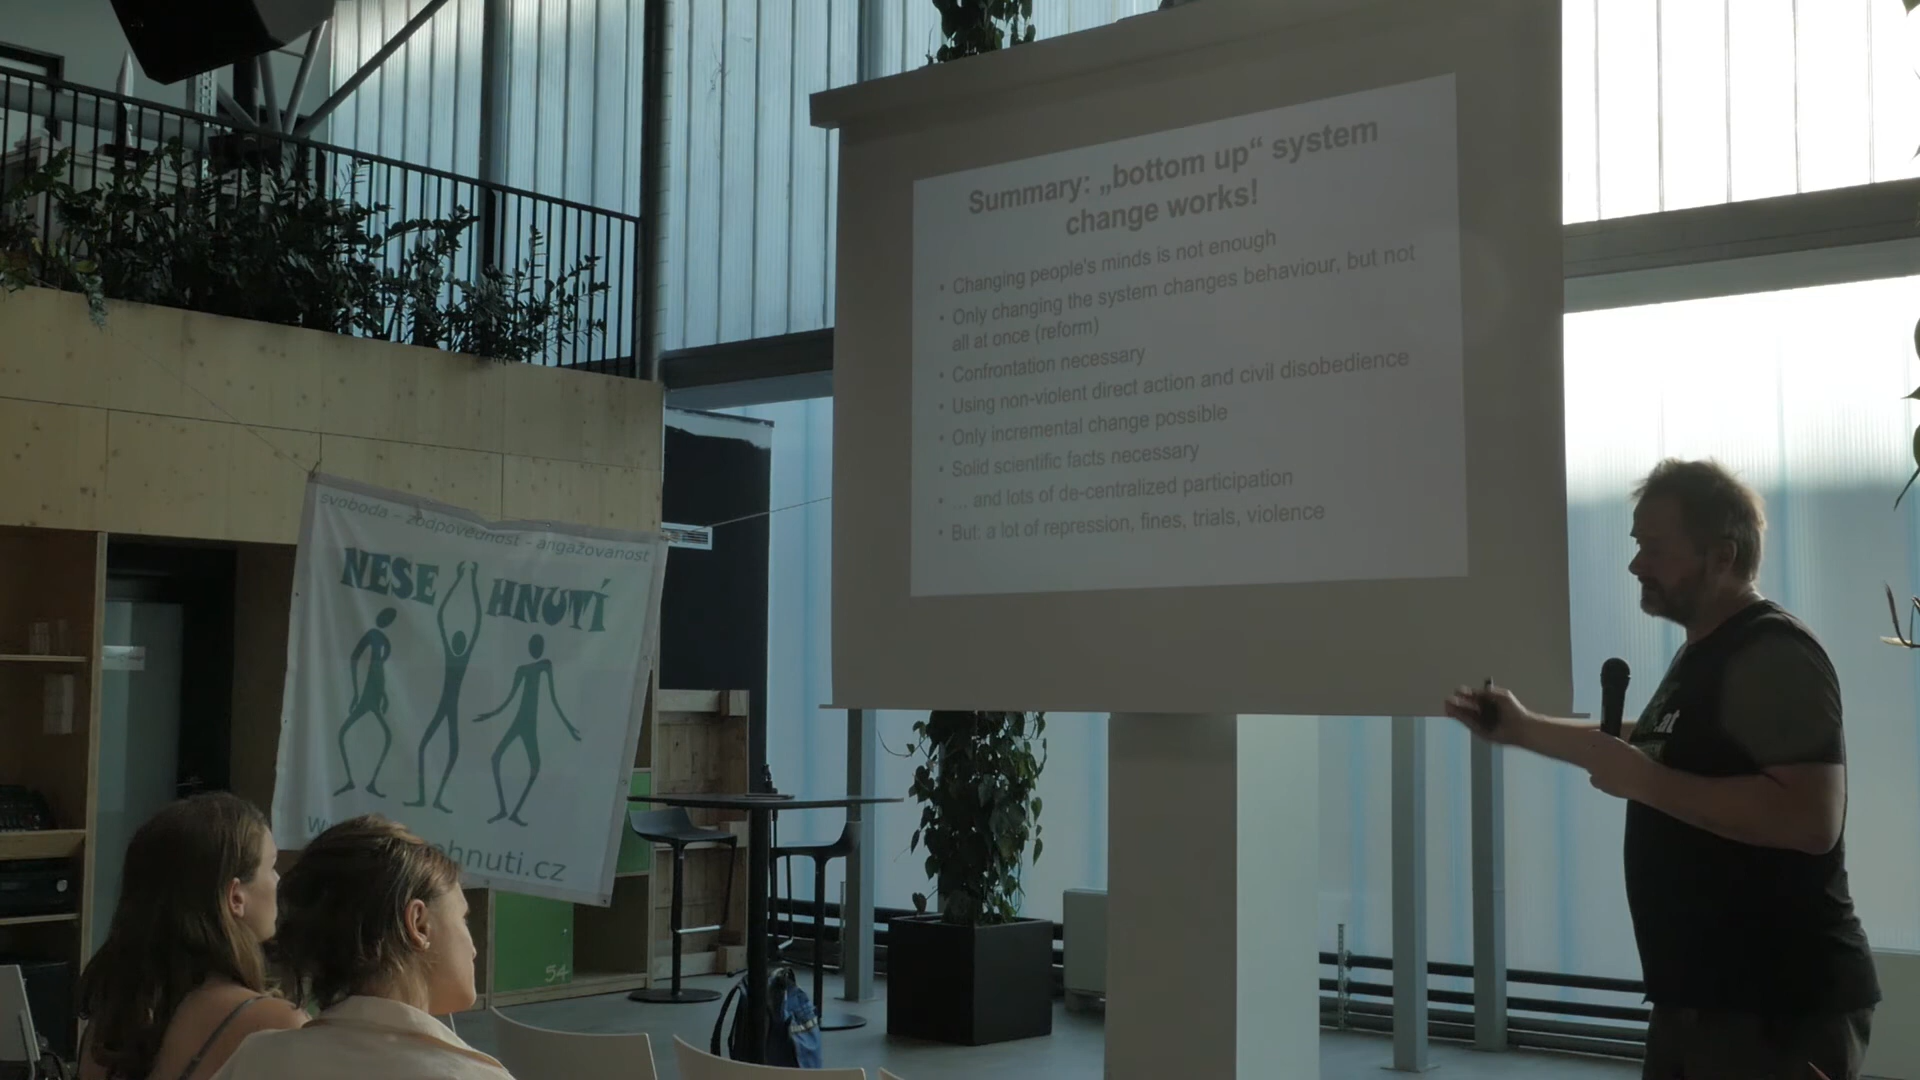 Summary: „bottom up“ system
change works!
• Changing people's minds is not enough
• Only changing the system changes behaviour, but not
all at once (reform)
• Confrontation necessary
• Using non-violent direct action and civil disobedience
• Only incremental change possible
• Solid scientific facts necessary
• ... and lots of de-centralized participation
• But: a lot of repression, fines, trials, violence
svoboda - zodpovědnost - angažovanost
NESEHNUTÍ
hnuti.cz
54
.at